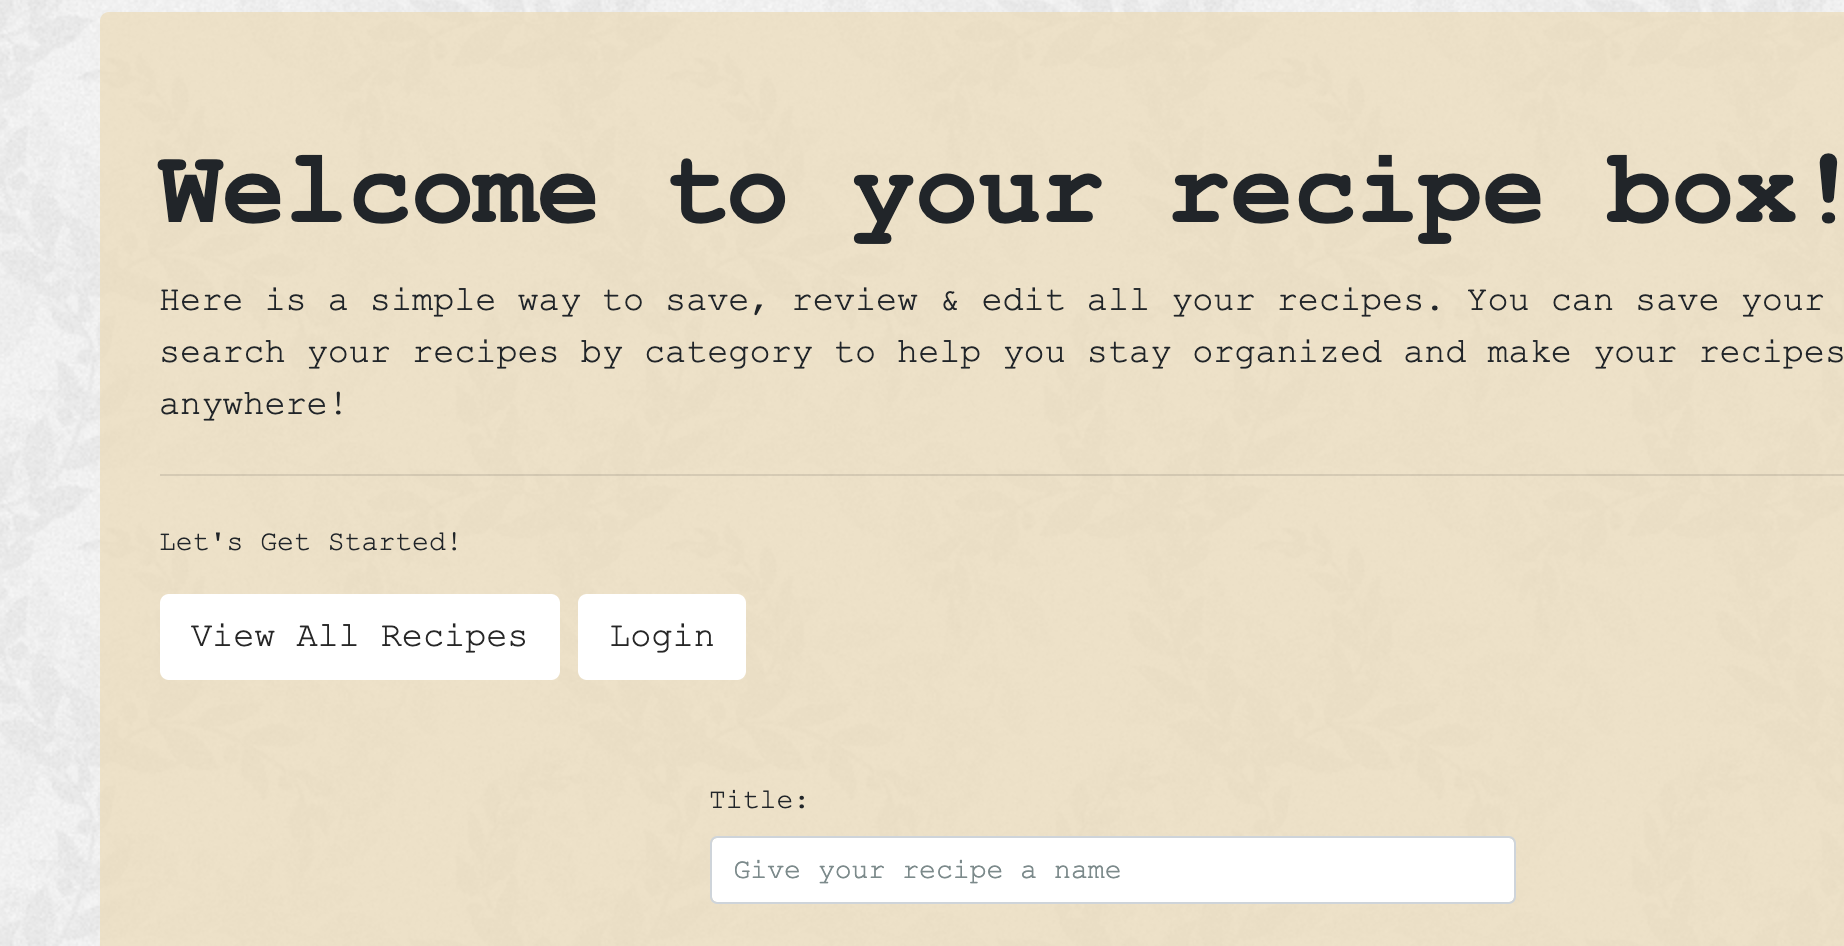 Welcome to your recipe box!
Here is a simple way to save, review & edit all your recipes. You can save your
search your recipes by category to help you stay organized and make your recipes
anywhere!
Let's Get Started!
View All Recipes
Login
Title:
Give your recipe a name